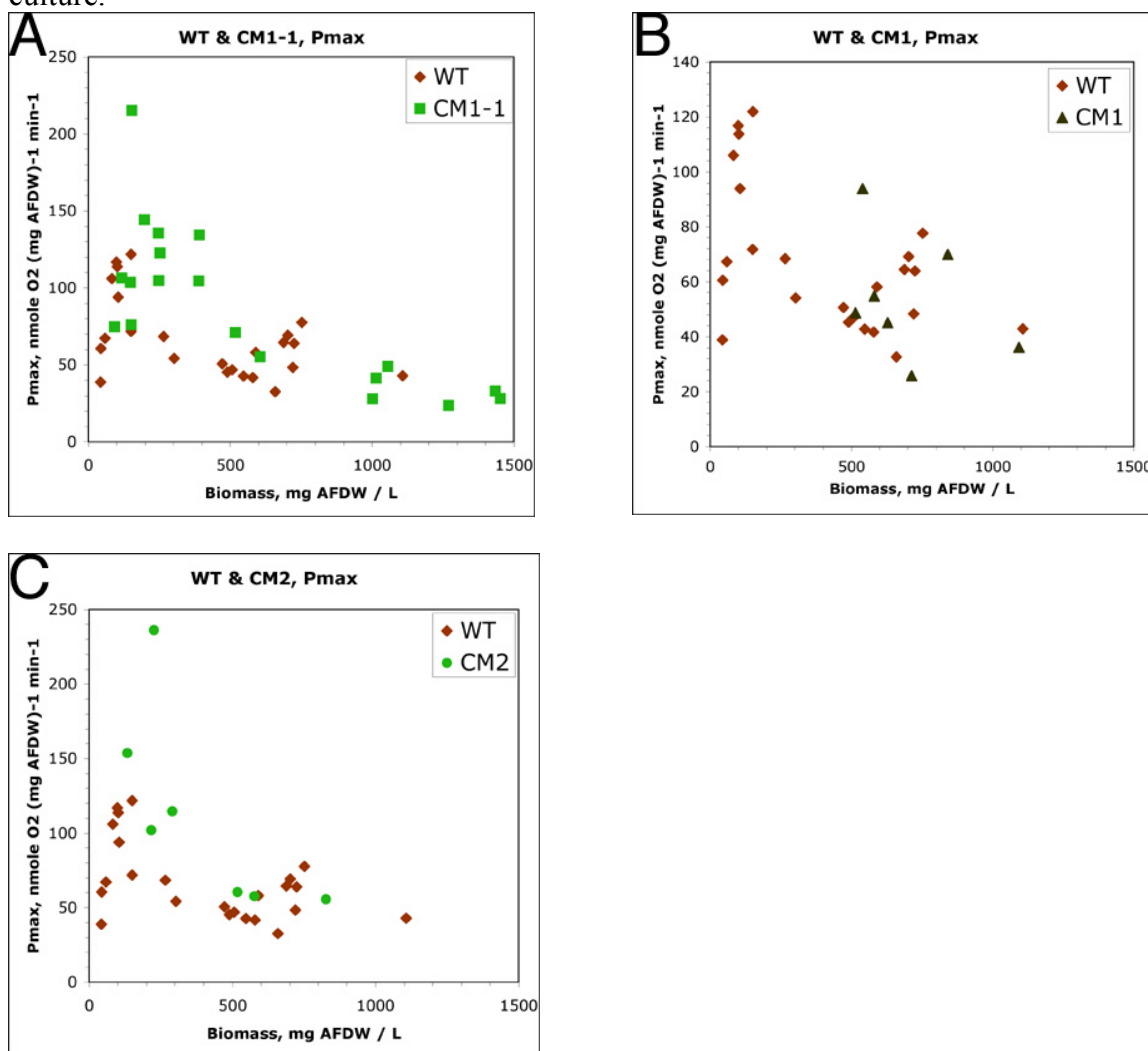 culture.
A
WT & CM1-1, Pmax
250
200
150
100
50
0
0 500 1000 1500
Pmax, nmole O2 (mg AFDW)-1 min-1
Biomass, mg AFDW / L
WT
CM1-1
B
WT & CM1, Pmax
140
120
100
80
60
40
20
0
0 500 1000 1500
Pmax, nmole O2 (mg AFDW)-1 min-1
Biomass, mg AFDW / L
WT
CM1
C
WT & CM2, Pmax
250
200
150
100
50
0
0 500 1000 1500
Pmax, nmole O2 (mg AFDW)-1 min-1
Biomass, mg AFDW / L
WT
CM2